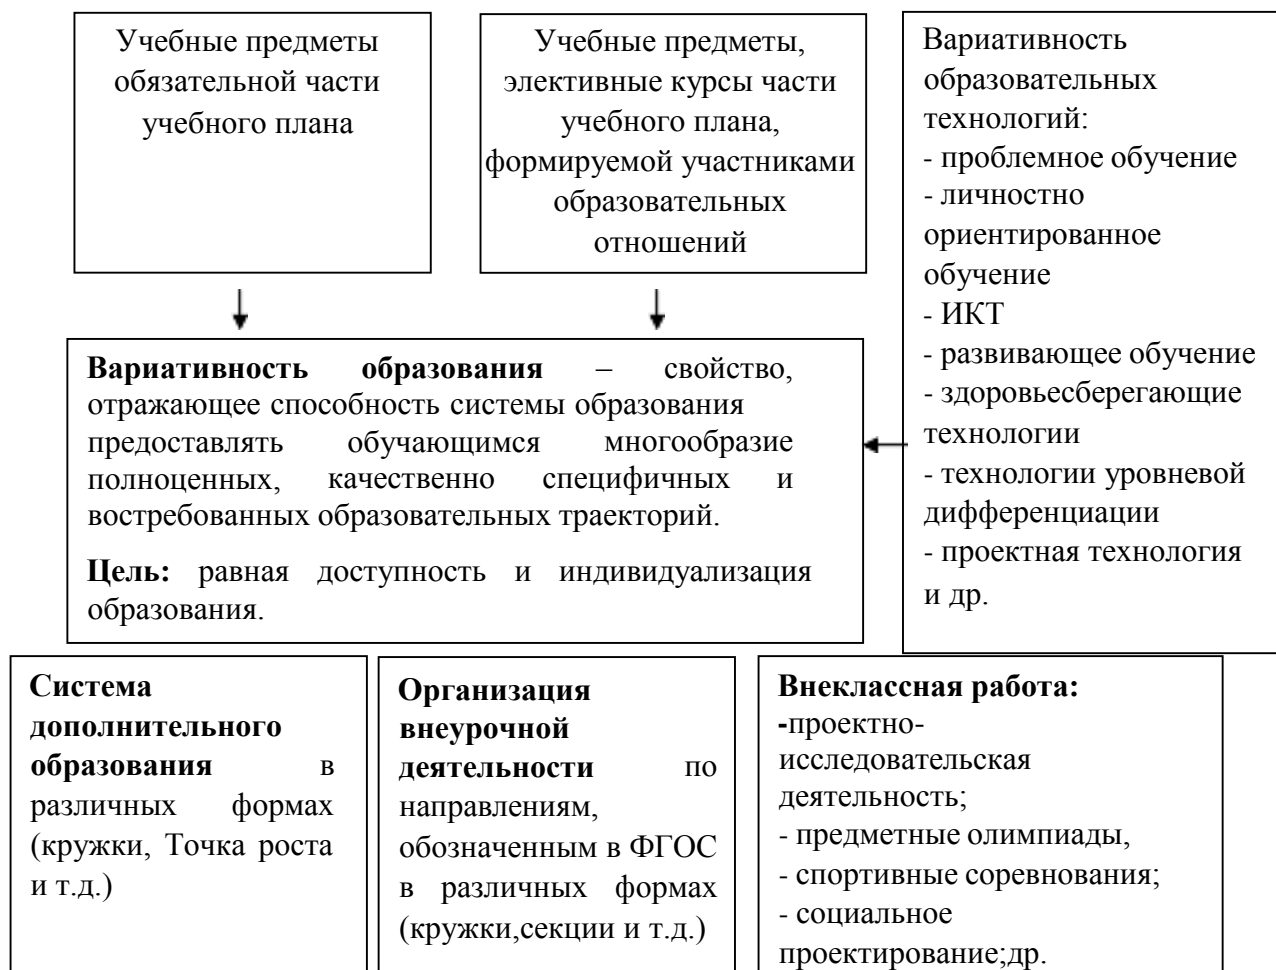 Учебные предметы
обязательной части
учебного плана
Учебные предметы,
элективные курсы части
учебного плана,
формируемой участниками
образовательных
отношений
Вариативность
образовательных
технологий:
- проблемное обучение
- личностно
ориентированное
обучение
- ИКТ
- развивающее обучение
- здоровьесберегающие
технологии
- технологии уровневой
дифференциации
- проектная технология
и др.
Вариативность образования – свойство,
отражающее способность системы образования
предоставлять обучающимся многообразие
полноценных, качественно специфичных и
востребованных образовательных траекторий.
Цель: равная доступность и индивидуализация
образования.
Система
дополнительного
образования в
различных формах
(кружки, Точка роста
и т.д.)
Организация
внеурочной
деятельности по
направлениям,
обозначенным в ФГОС
в различных формах
(кружки,секции и т.д.)
Внеклассная работа:
-проектно-
исследовательская
деятельность;
- предметные олимпиады,
- спортивные соревнования;
- социальное
проектирование;др.